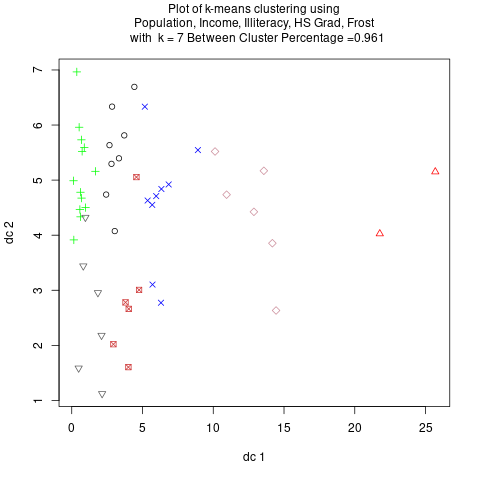 Plot of k-means clustering using
Population, Income, Illiteracy, HS Grad, Frost
with k = 7 Between Cluster Percentage =0.961
7
6
5
4
3
2
1
dc 2
0 5 10 15 20 25
dc 1